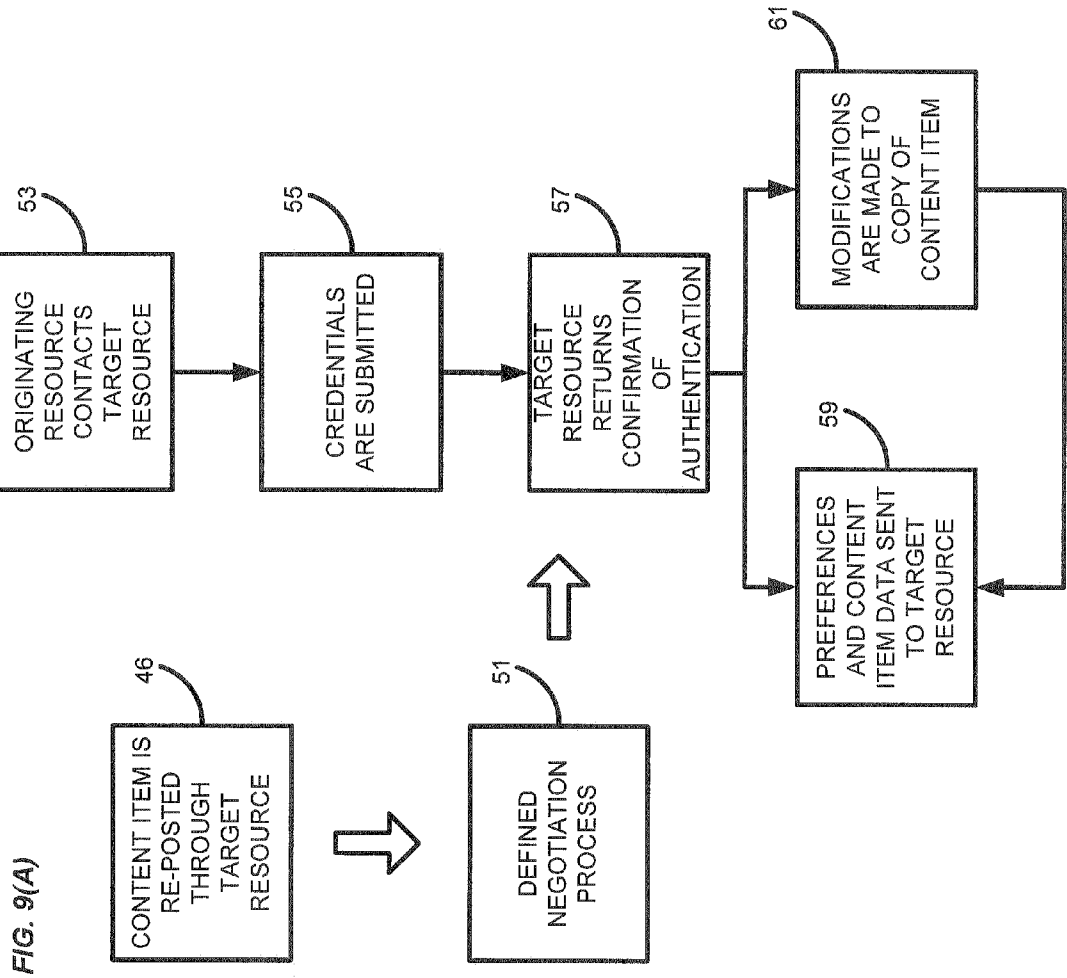 FIG. 9(A)
46
CONTENT ITEM IS
RE-POSTED
THROUGH
TARGET
RESOURCE
51
DEFINED
NEGOTIATION
PROCESS
53
ORIGINATING
RESOURCE
CONTACTS
TARGET
RESOURCE
55
CREDENTIALS
ARE SUBMITTED
57
TARGET
RESOURCE
RETURNS
CONFIRMATION
OF
AUTHENTICATION
59
PREFERENCES
AND CONTENT
ITEM DATA SENT
TO TARGET
RESOURCE
61
MODIFICATIONS
ARE MADE TO
COPY OF
CONTENT ITEM